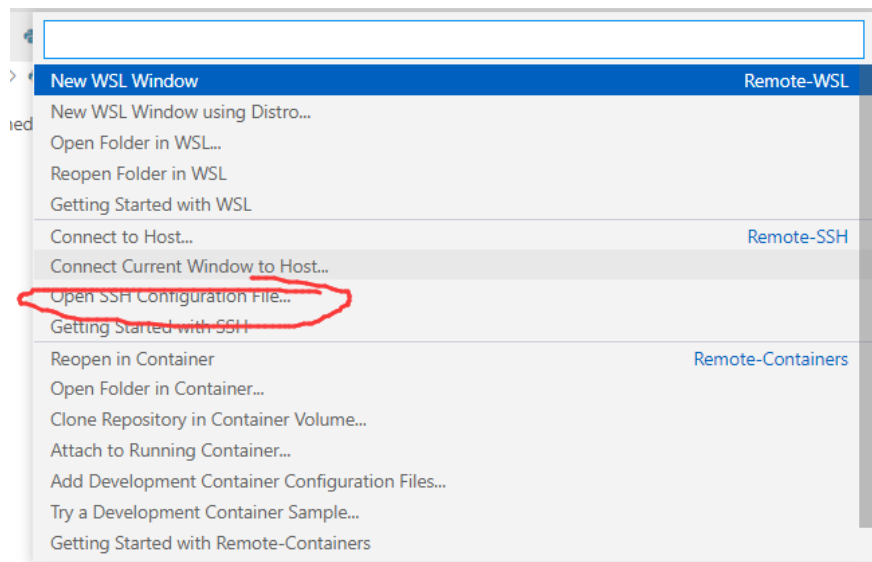 ned
New WSL Window Remote-WSL
New WSL Window using Distro...
Open Folder in WSL...
Reopen Folder in WSL
Getting Started with WSL
Connect to Host... Remote-SSH
Connect Current Window to Host...
Open SSH Configuration File...
Getting Started with SSH
Reopen in Container Remote-Containers
Open Folder in Container...
Clone Repository in Container Volume...
Attach to Running Container...
Add Development Container Configuration Files...
Try a Development Container Sample...
Getting Started with Remote-Containers